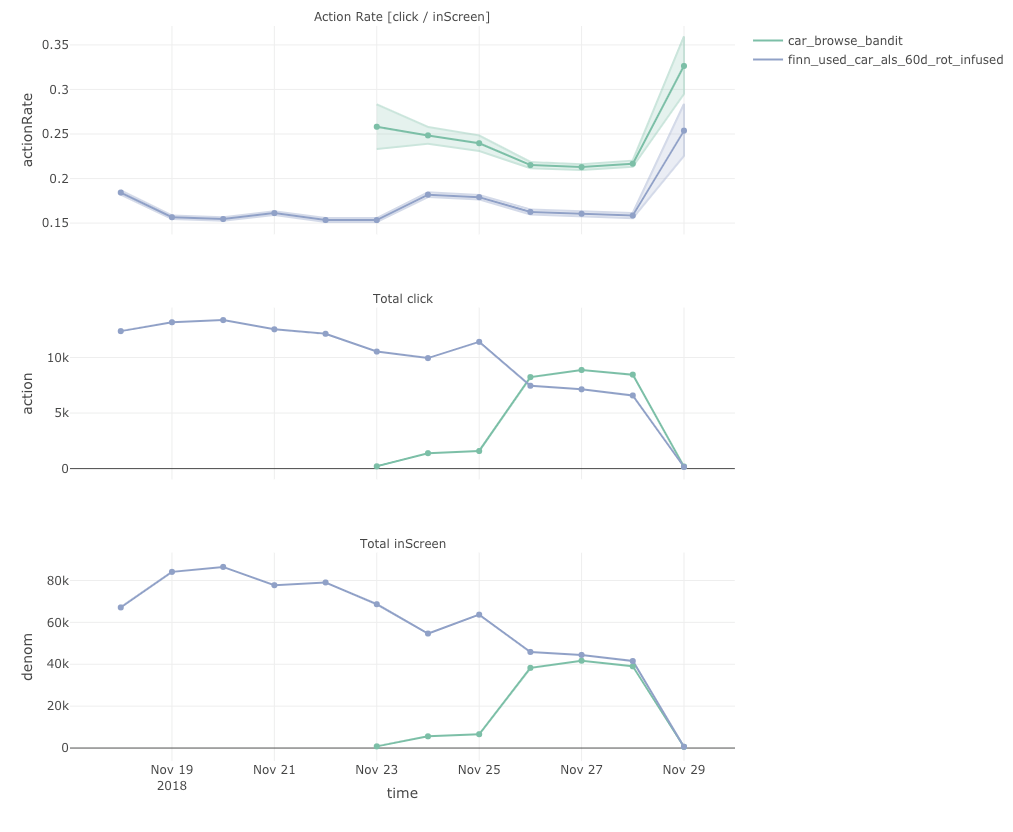 Action Rate [click / inScreen]
car_browse_bandit
finn_used_car_als_60d_rot_infused
actionRate
0.35
0.3
0.25
0.2
0.15
Total click
action
10k
5k
0
Total inScreen
denom
80k
60k
40k
20k
0
Nov 19 Nov 21 Nov 23 Nov 25 Nov 27 Nov 29
2018
time